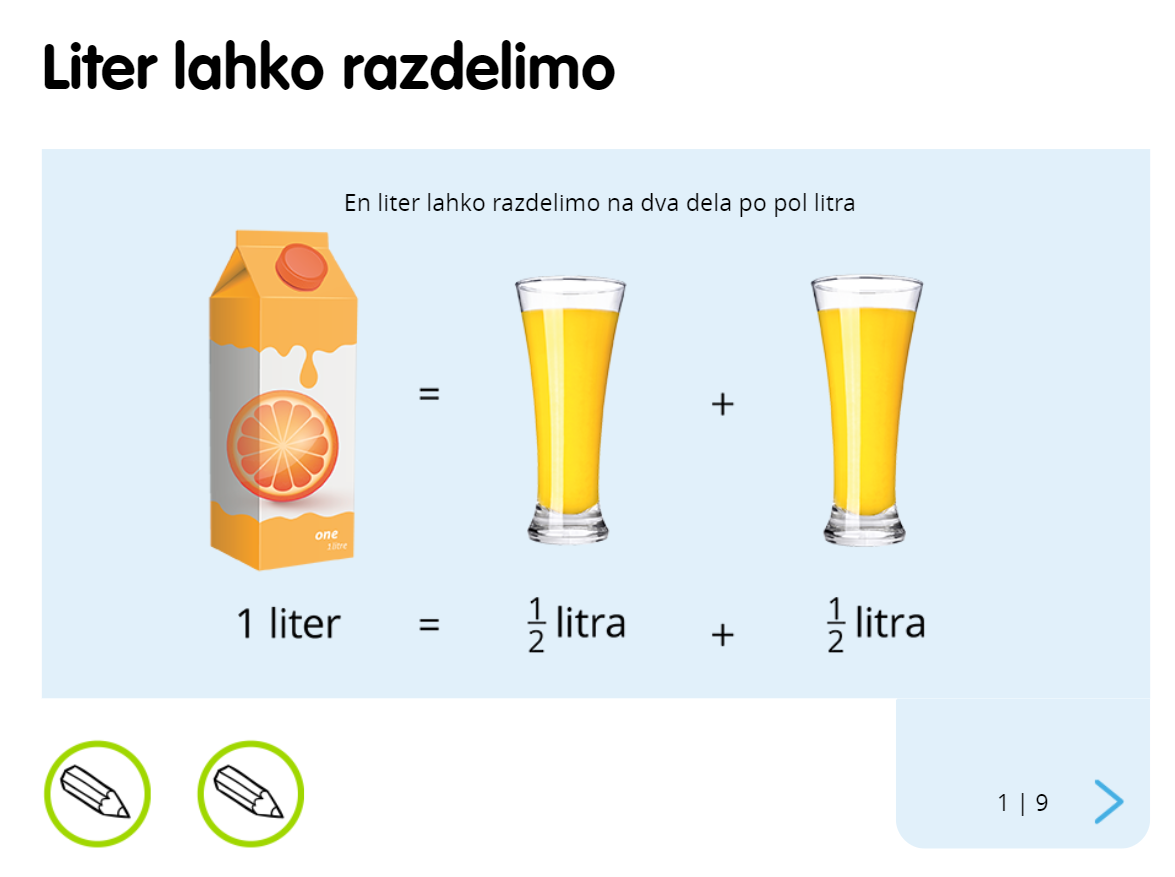 Liter lahko razdelimo
En liter lahko razdelimo na dva dela po pol litra
= +
one
1litre
1 liter = 1/2 litra + 1/2 litra
1 | 9